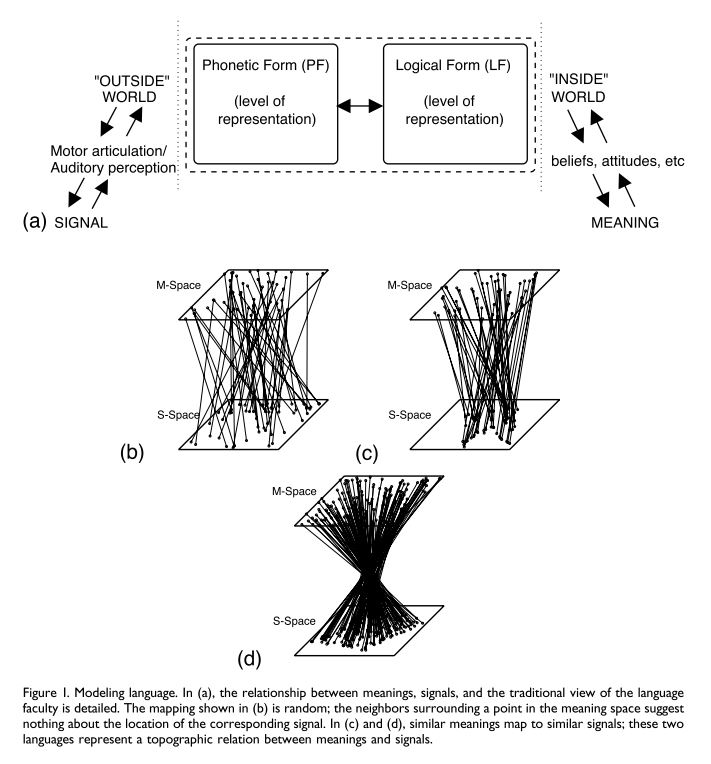 Phonetic Form (PF)
(level of
representation)
Logical Form (LF)
(level of
representation)
"OUTSIDE"
WORLD
Motor articulation/
Auditory perception
SIGNAL
"INSIDE"
WORLD
beliefs, attitudes, etc
MEANING
(a)
M-Space
S-Space
(b)
M-Space
S-Space
(c)
M-Space
S-Space
(d)
Figure 1. Modeling language. In (a), the relationship between meanings, signals, and the traditional view of the language
faculty is detailed. The mapping shown in (b) is random; the neighbors surrounding a point in the meaning space suggest
nothing about the location of the corresponding signal. In (c) and (d), similar meanings map to similar signals; these two
languages represent a topographic relation between meanings and signals.